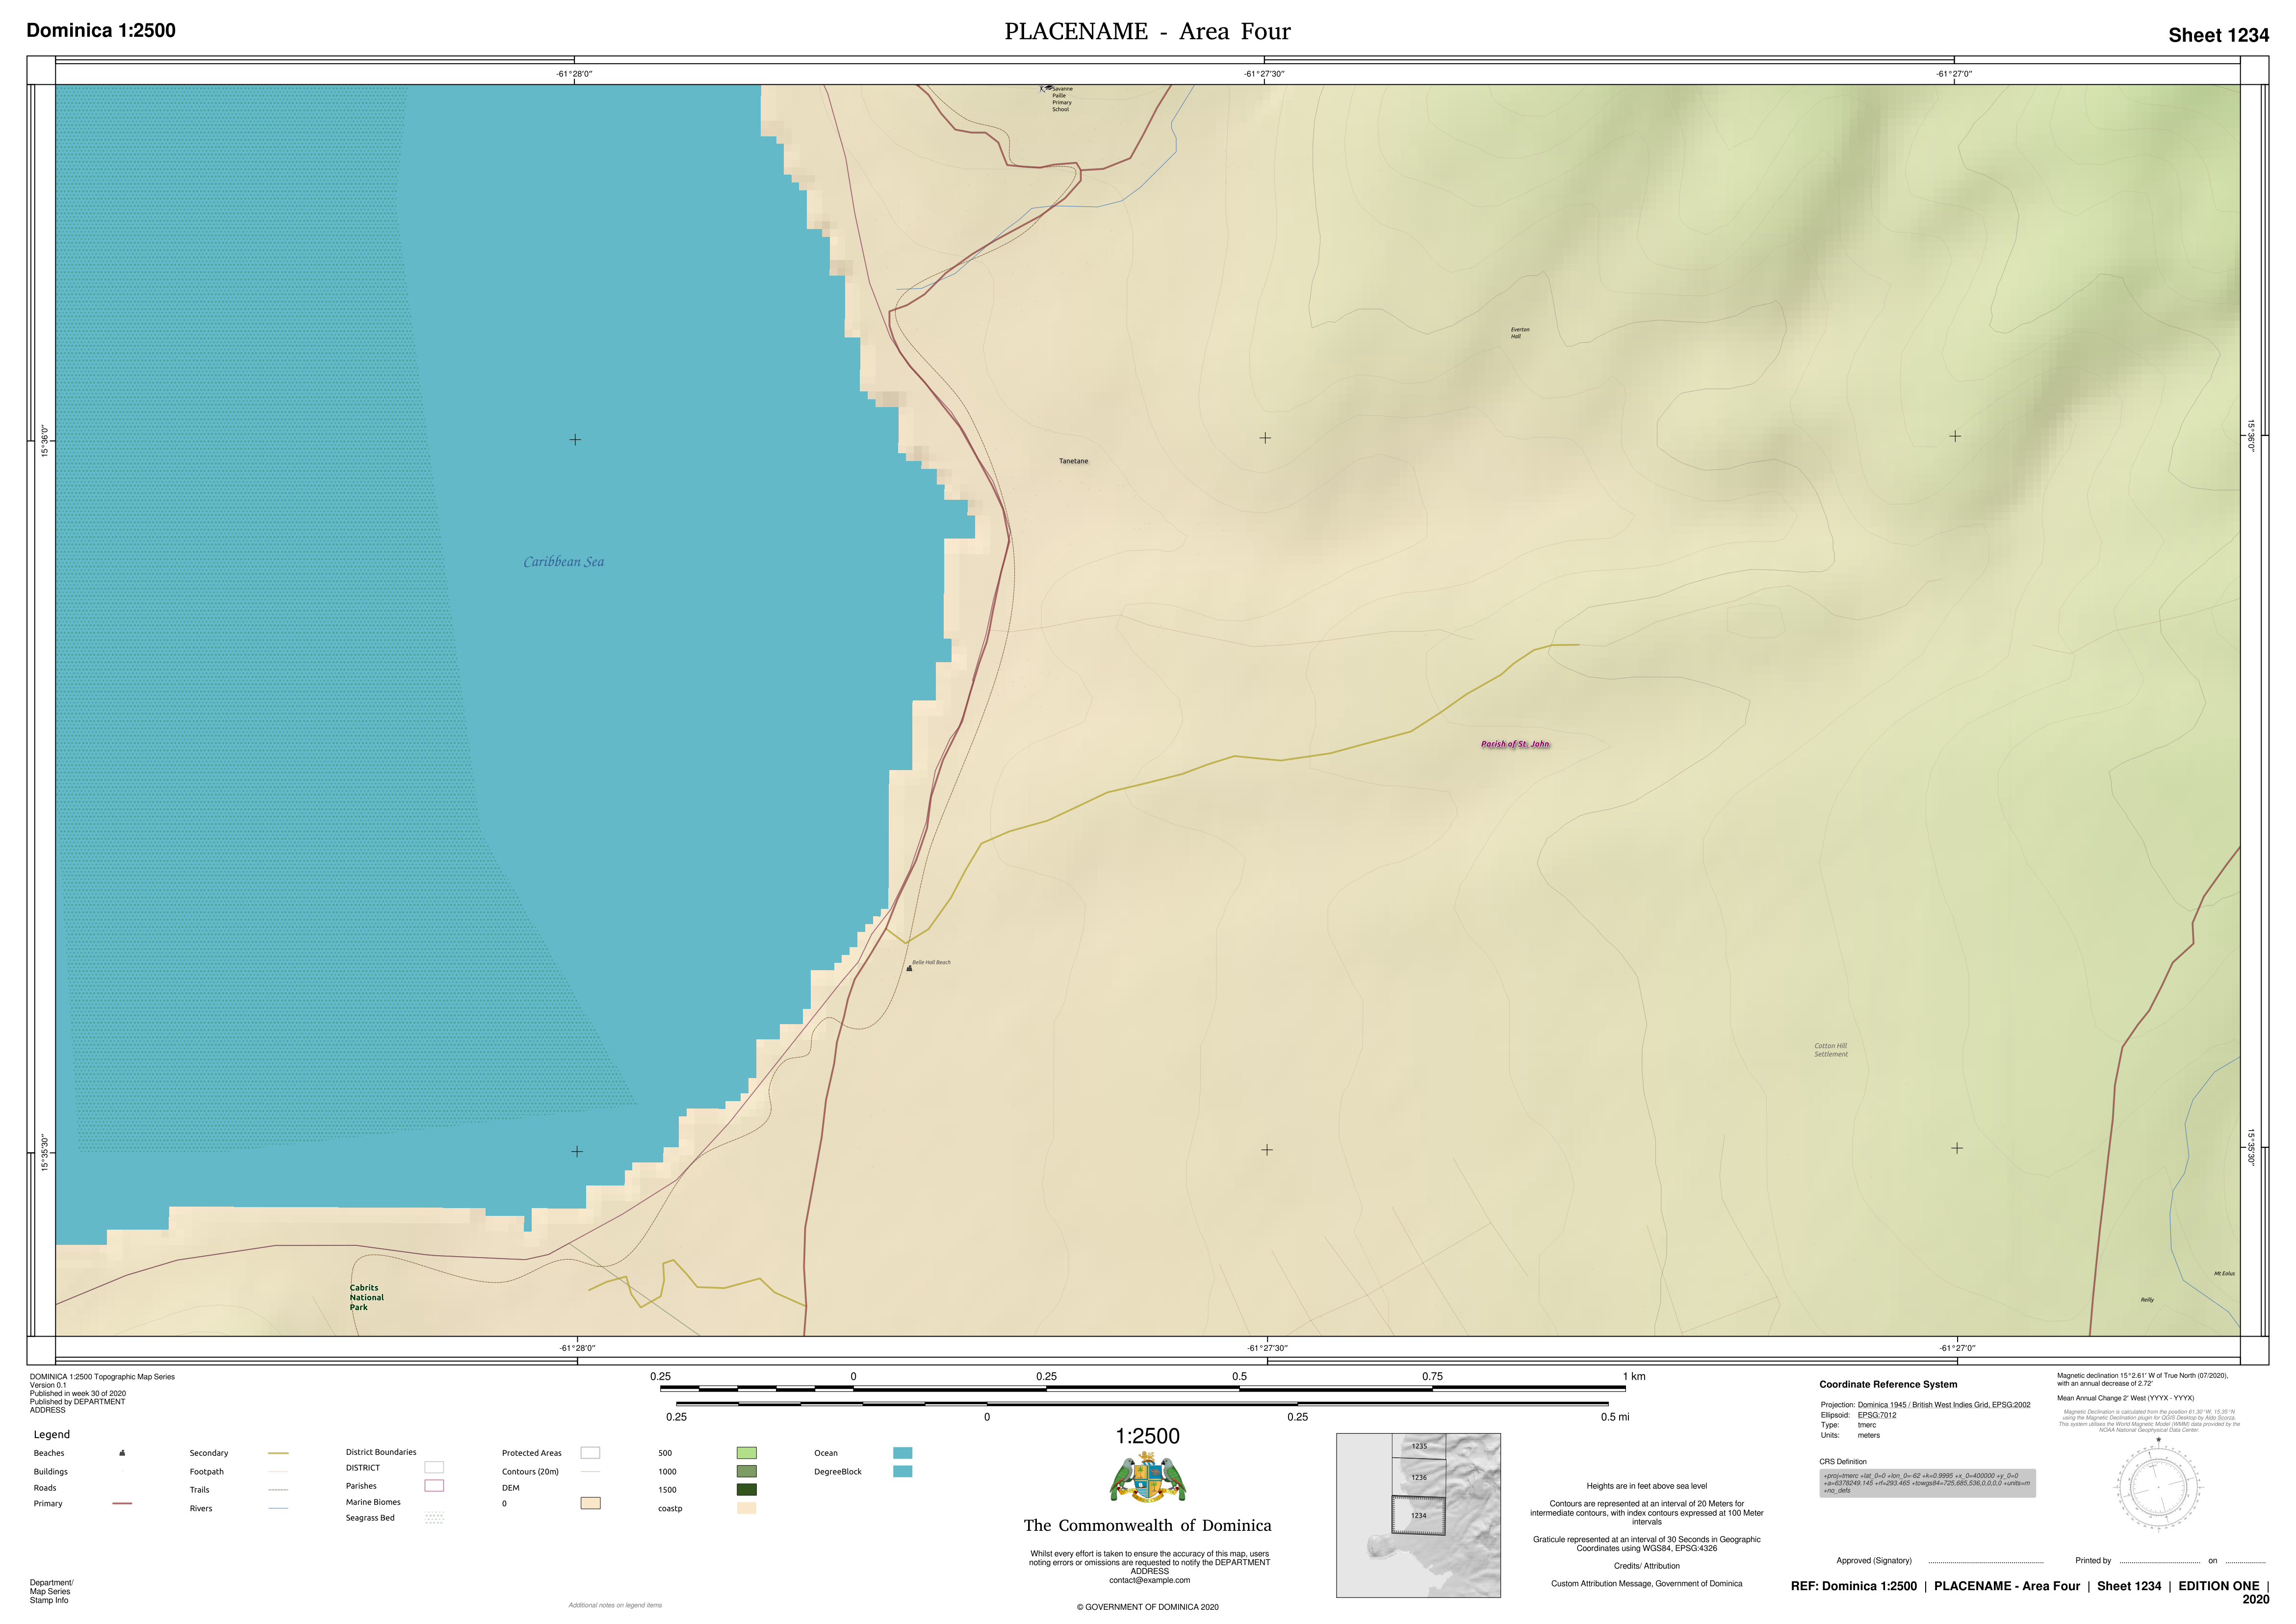 Dominica 1:2500
PLACENAME - Area Four
Sheet 1234
-61°28'0"
-61°27'30"
-61°27'0"
Savanne
Paille
Primary
School
15°36'0"
15°36'0"
Everton
Hall
Tanetane
Caribbean Sea
Parish of St. John
Belle Hall Beach
Cotton Hill
Settlement
15°35'30"
15°35'30"
Mt Eolus
Reilly
Cabrits
National
Park
-61°28'0"
-61°27'30"
-61°27'0"
DOMINICA 1:2500 Topographic Map Series
Version 0.1
Published in week 30 of 2020
Published by DEPARTMENT
ADDRESS
0.25 0 0.25 0.5 0.75 1 km
0.25 0 0.25 0.5 mi
1:2500
Legend
Beaches
Buildings
Roads
Primary
Secondary
Footpath
Trails
Rivers
District Boundaries
DISTRICT
Parishes
Marine Biomes
Seagrass Bed
Protected Areas
Contours (20m)
DEM
0
500
1000
1500
coastp
Ocean
DegreeBlock
Department/
Map Series
Stamp Info
Additional notes on legend items
The Commonwealth of Dominica
Whilst every effort is taken to ensure the accuracy of this map, users
noting errors or omissions are requested to notify the DEPARTMENT
ADDRESS
contact@example.com
© GOVERNMENT OF DOMINICA 2020
1235
1236
1234
Heights are in feet above sea level
Contours are represented at an interval of 20 Meters for
intermediate contours, with index contours expressed at 100 Meter
intervals
Graticule represented at an interval of 30 Seconds in Geographic
Coordinates using WGS84, EPSG:4326
Credits/ Attribution
Custom Attribution Message, Government of Dominica
Coordinate Reference System
Projection: Dominica 1945 / British West Indies Grid, EPSG:2002
Ellipsoid: EPSG:7012
Type: tmerc
Units: meters
CRS Definition
+proj=tmerc +lat_0=0 +lon_0=-62 +k=0.9995 +x_0=400000 +y_0=0
+a=6378249.145 +rf=293.465 +towgs84=725,685,536,0,0,0,0 +units=m
+no_defs
Magnetic declination 15°2.61' W of True North (07/2020),
with an annual decrease of 2.72'
Mean Annual Change 2' West (YYYX - YYYX)
Magnetic Declination is calculated from the position 61.30°W, 15.35°N
using the Magnetic Declination plugin for QGIS Desktop by Aldo Scorza.
This system utilises the World Magnetic Model (WMM) data provided by the
NOAA National Geophysical Data Center.
Approved (Signatory)
Printed by
on
REF: Dominica 1:2500 | PLACENAME - Area Four | Sheet 1234 | EDITION ONE |
2020